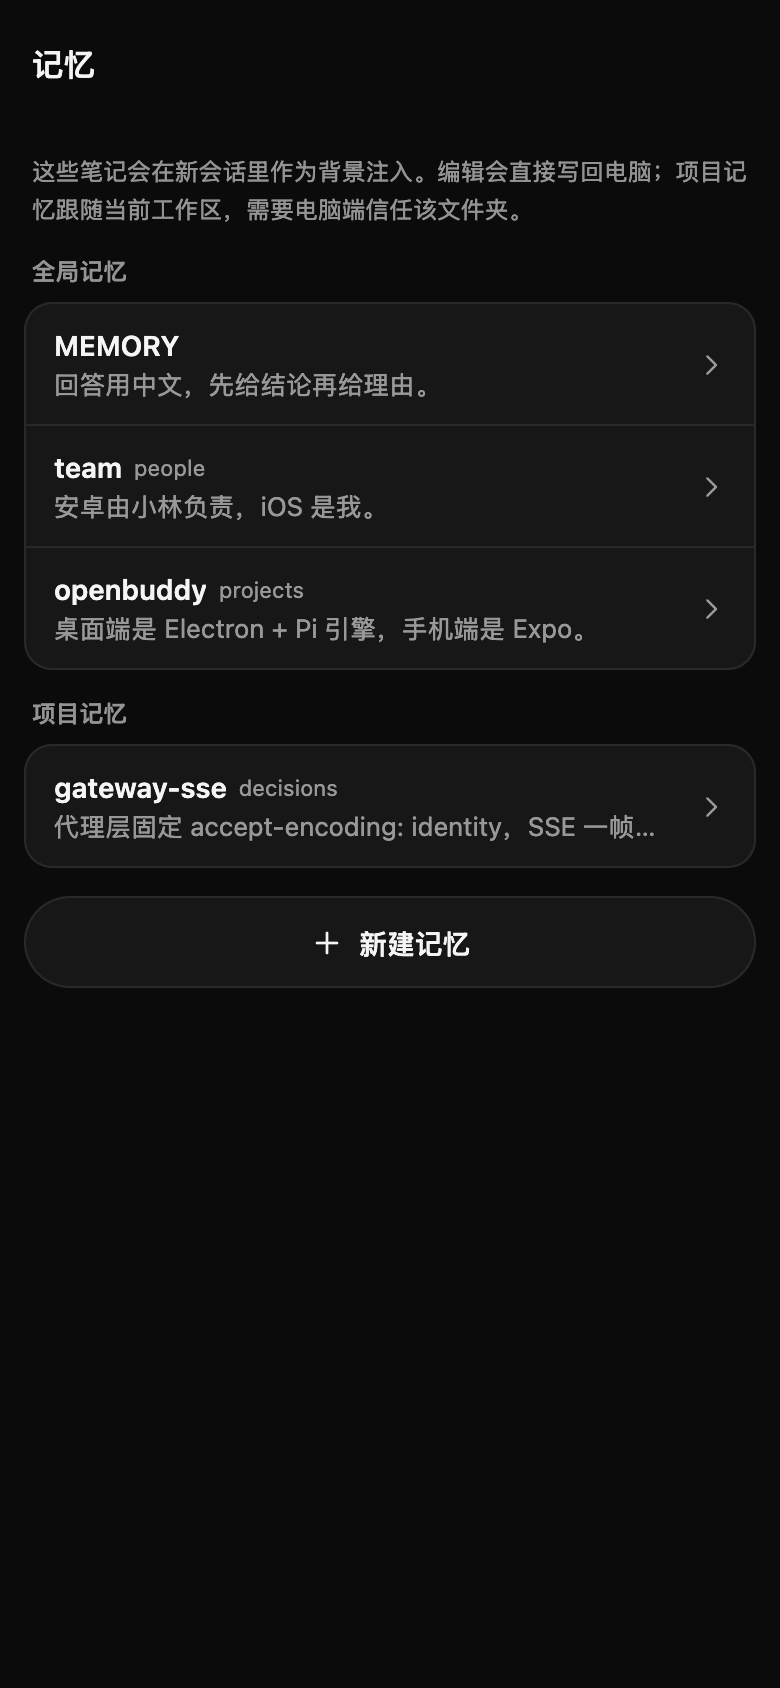 记忆
这些笔记会在新会话里作为背景注入。编辑会直接写回电脑；项目记
忆跟随当前工作区，需要电脑端信任该文件夹。
全局记忆
MEMORY
回答用中文，先给结论再给理由。
team people
安卓由小林负责，iOS 是我。
openbuddy projects
桌面端是 Electron + Pi 引擎，手机端是 Expo。
项目记忆
gateway-sse decisions
代理层固定 accept-encoding: identity，SSE 一帧...
+ 新建记忆